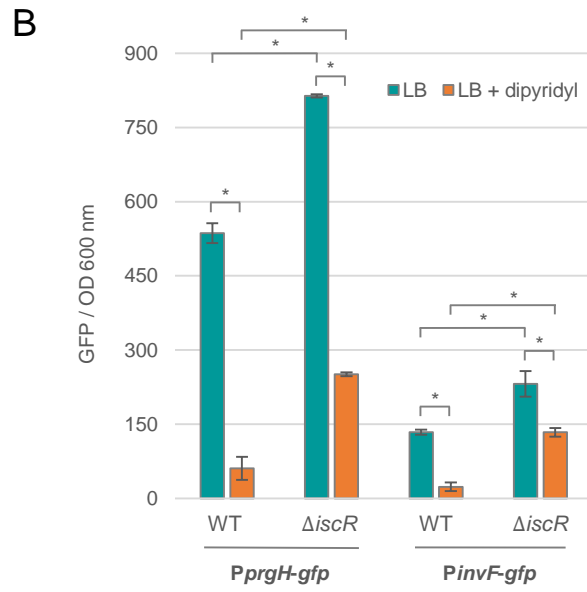 B
900
750
600
450
300
150
0
GFP / OD 600 nm
LB
LB + dipyridyl
*
*
*
*
*
*
*
*
WT
ΔiscR
WT
ΔiscR
PprgH-gfp
PinvF-gfp